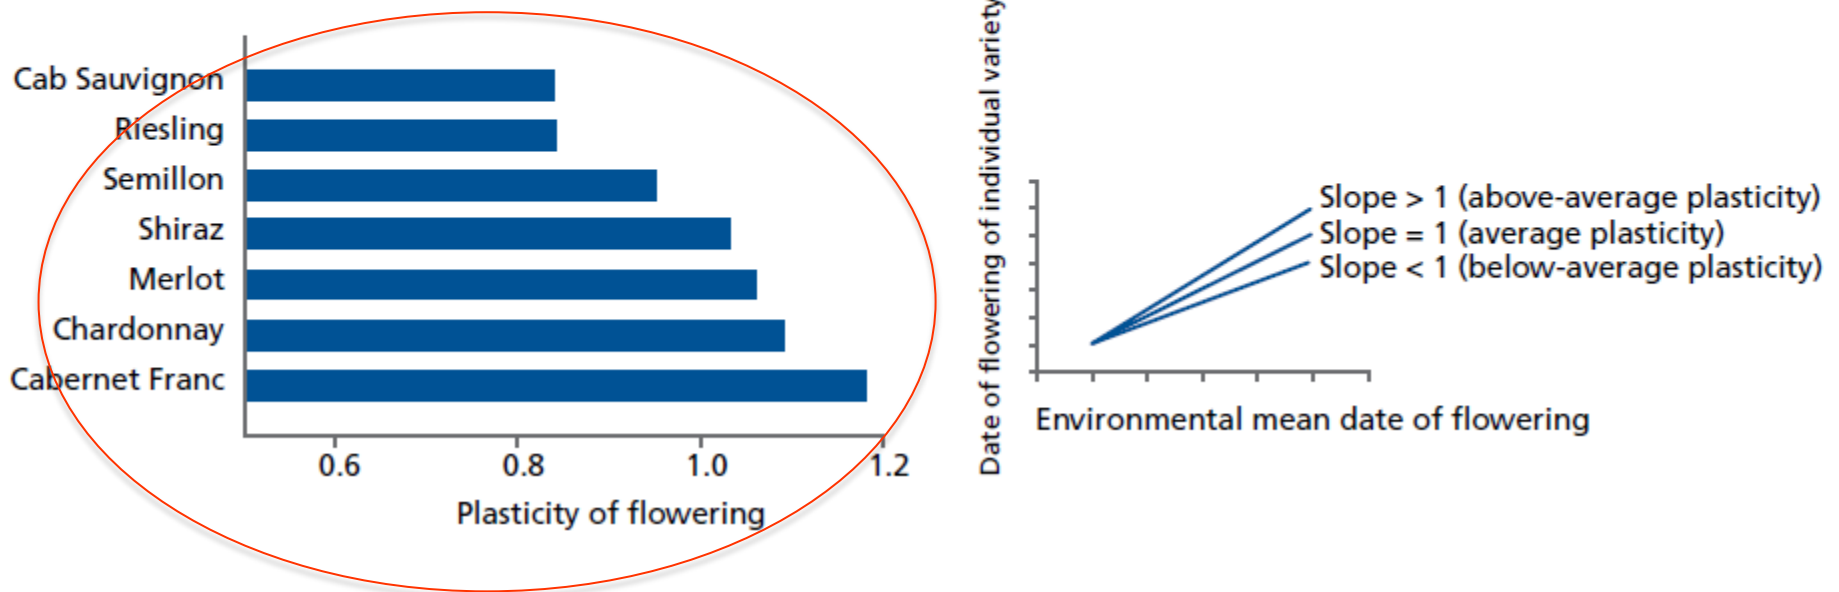 Cab Sauvignon
Riesling
Semillon
Shiraz
Merlot
Chardonnay
Cabernet Franc
0.6 0.8 1.0 1.2
Plasticity of flowering
Date of flowering of individual variety
Slope > 1 (above-average plasticity)
Slope = 1 (average plasticity)
Slope < 1 (below-average plasticity)
Environmental mean date of flowering